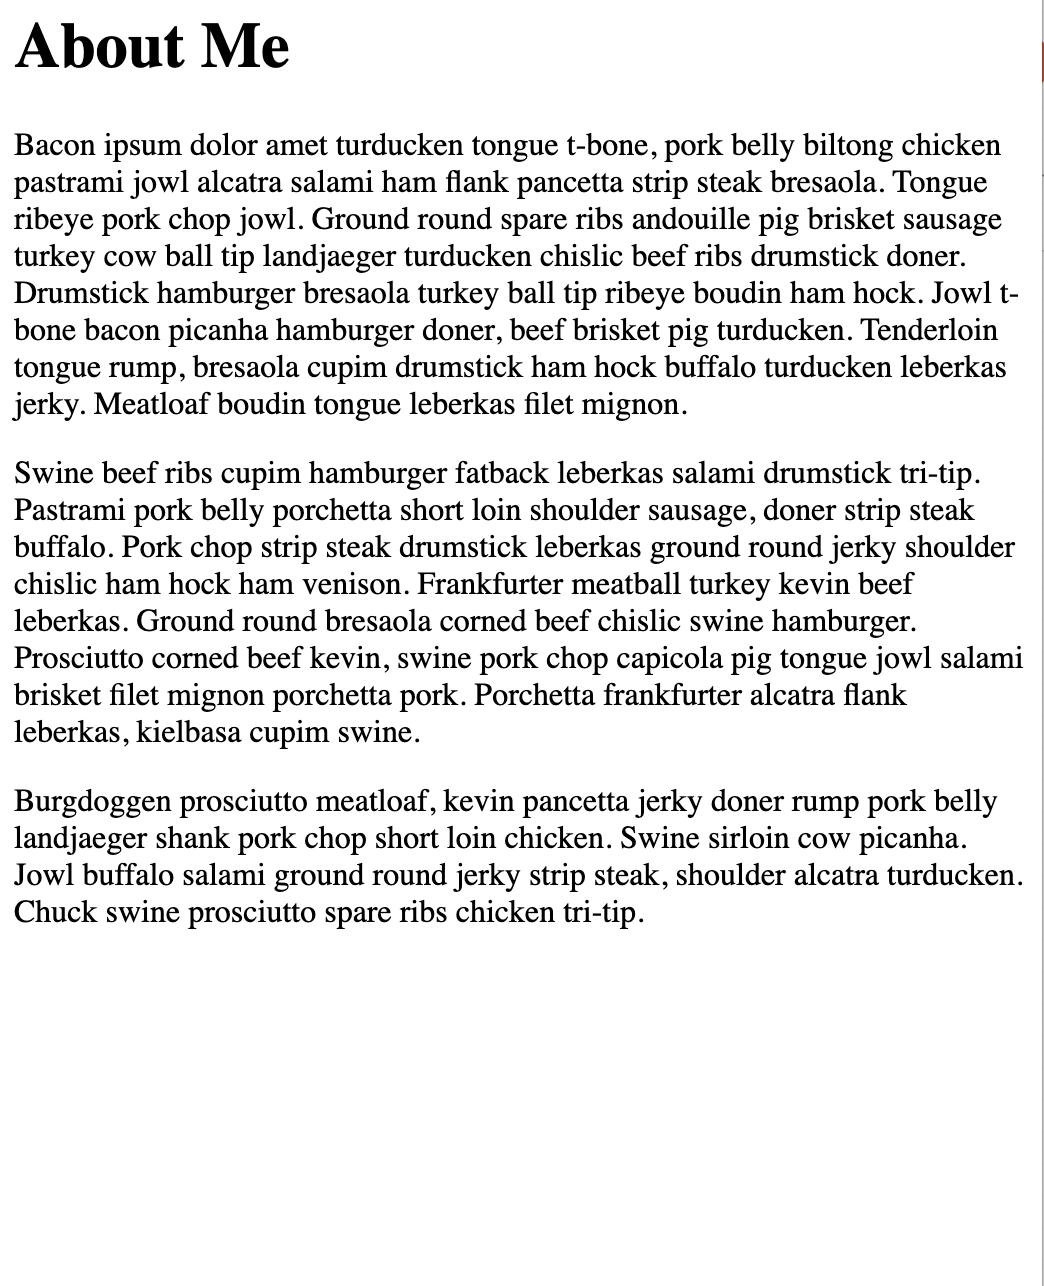 About Me
Bacon ipsum dolor amet turducken tongue t-bone, pork belly biltong chicken
pastrami jowl alcatra salami ham flank pancetta strip steak bresaola. Tongue
ribeye pork chop jowl. Ground round spare ribs andouille pig brisket sausage
turkey cow ball tip landjaeger turducken chislic beef ribs drumstick doner.
Drumstick hamburger bresaola turkey ball tip ribeye boudin ham hock. Jowl t-
bone bacon picanha hamburger doner, beef brisket pig turducken. Tenderloin
tongue rump, bresaola cupim drumstick ham hock buffalo turducken leberkas
jerky. Meatloaf boudin tongue leberkas filet mignon.
Swine beef ribs cupim hamburger fatback leberkas salami drumstick tri-tip.
Pastrami pork belly porchetta short loin shoulder sausage, doner strip steak
buffalo. Pork chop strip steak drumstick leberkas ground round jerky shoulder
chislic ham hock ham venison. Frankfurter meatball turkey kevin beef
leberkas. Ground round bresaola corned beef chislic swine hamburger.
Prosciutto corned beef kevin, swine pork chop capicola pig tongue jowl salami
brisket filet mignon porchetta pork. Porchetta frankfurter alcatra flank
leberkas, kielbasa cupim swine.
Burgdoggen prosciutto meatloaf, kevin pancetta jerky doner rump pork belly
landjaeger shank pork chop short loin chicken. Swine sirloin cow picanha.
Jowl buffalo salami ground round jerky strip steak, shoulder alcatra turducken.
Chuck swine prosciutto spare ribs chicken tri-tip.